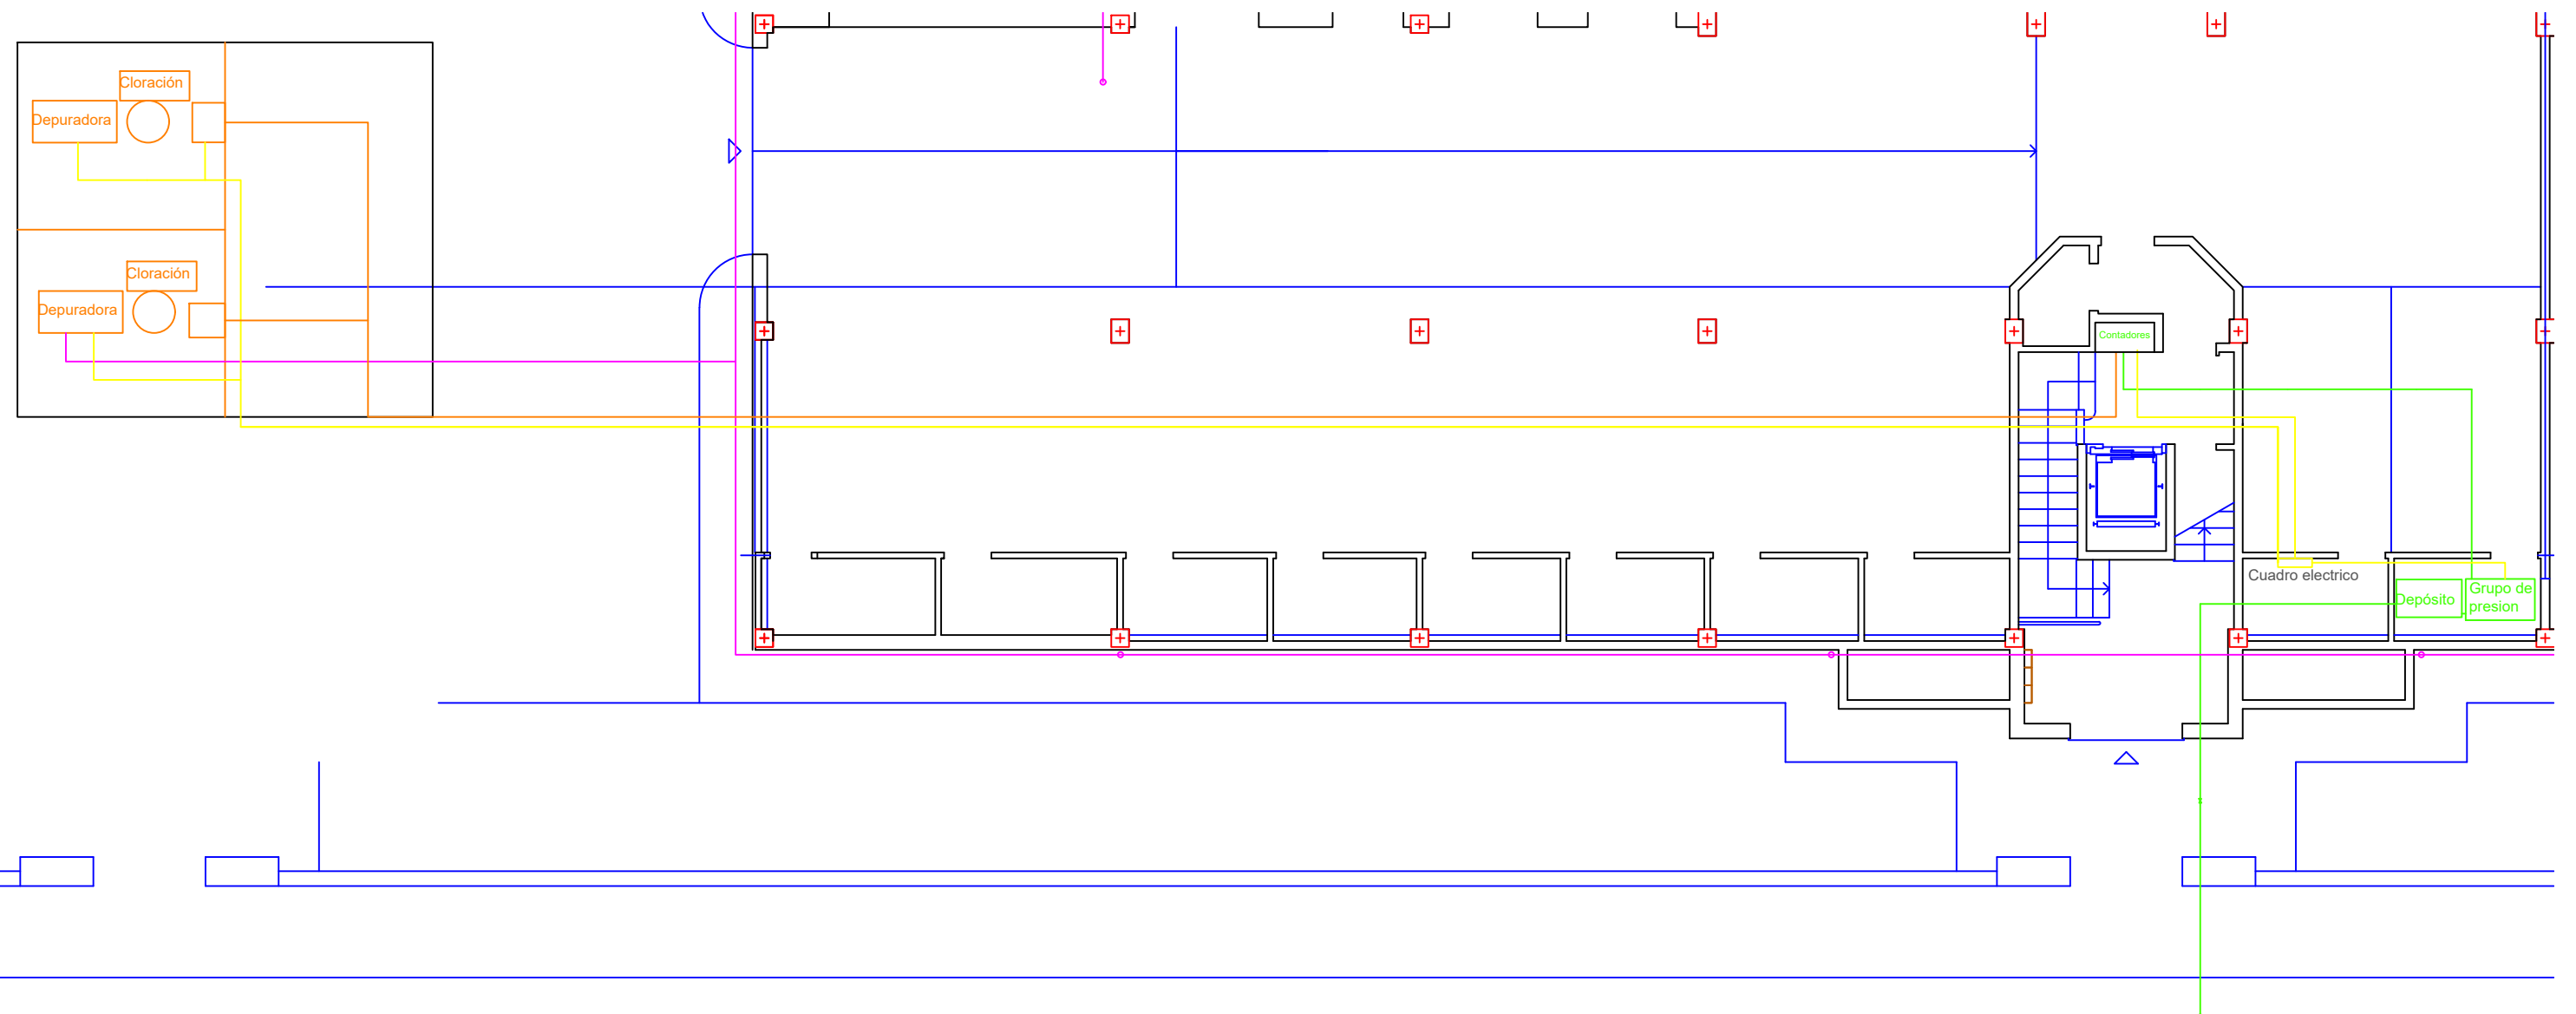 Cloración
Depuradora
Cloración
Depuradora
Contadores
Cuadro electrico
Depósito
Grupo de
presion